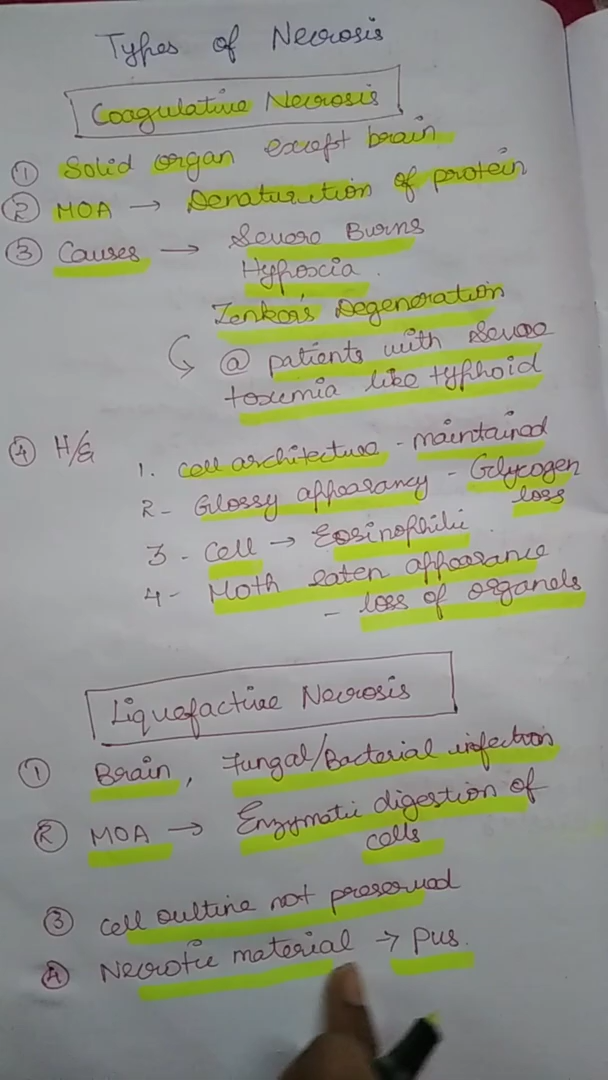 Types of Necrosis
Coagulative Necrosis
① Solid organ except brain
② MOA → Denaturation of protein
③ Causes → Severe Burns
Hypoxia.
Zenker's Degeneration
@ patients with Severe
toxemia like typhoid
④ H/E
1. cell architecture - maintained
2 - Glossy appearancy - Glycogen
loss
3 - Cell → Eosinophilic
4 - Moth eaten appearance
- loss of organels
Liquefactive Necrosis
① Brain, Fungal/Bacterial infection
② MOA → Enzymatic digestion of
cells
③ Cell outline not preserved
④ Necrotic material → Pus.